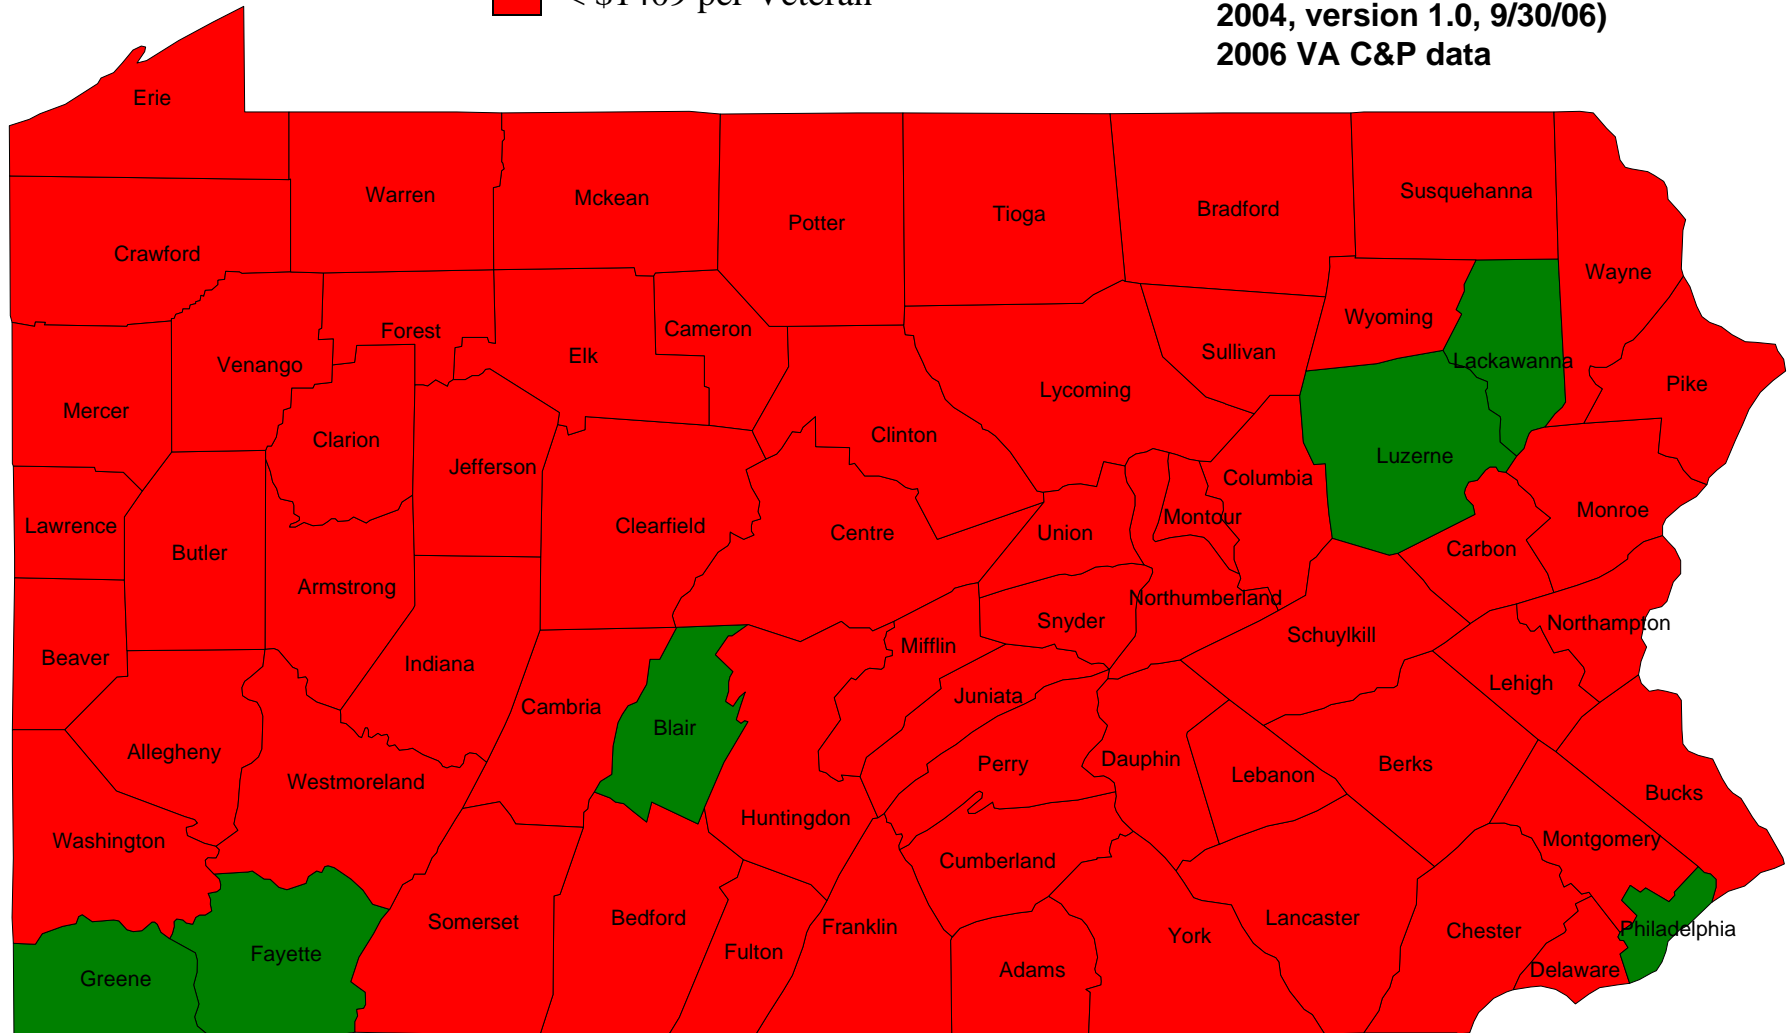 < $1469 per Veteran
2004, version 1.0, 9/30/06)
2006 VA C&P data
Erie
Warren
Mckean
Potter
Tioga
Bradford
Susquehanna
Crawford
Wayne
Forest
Cameron
Wyoming
Venango
Elk
Sullivan
Lackawanna
Mercer
Lycoming
Pike
Clarion
Clinton
Jefferson
Luzerne
Columbia
Lawrence
Clearfield
Centre
Union
Montour
Monroe
Butler
Carbon
Armstrong
Northumberland
Snyder
Northampton
Schuylkill
Beaver
Indiana
Mifflin
Lehigh
Juniata
Cambria
Blair
Allegheny
Westmoreland
Perry
Dauphin
Lebanon
Berks
Bucks
Washington
Huntingdon
Montgomery
Cumberland
Somerset
Bedford
Franklin
Lancaster
York
Chester
Philadelphia
Fayette
Fulton
Greene
Adams
Delaware